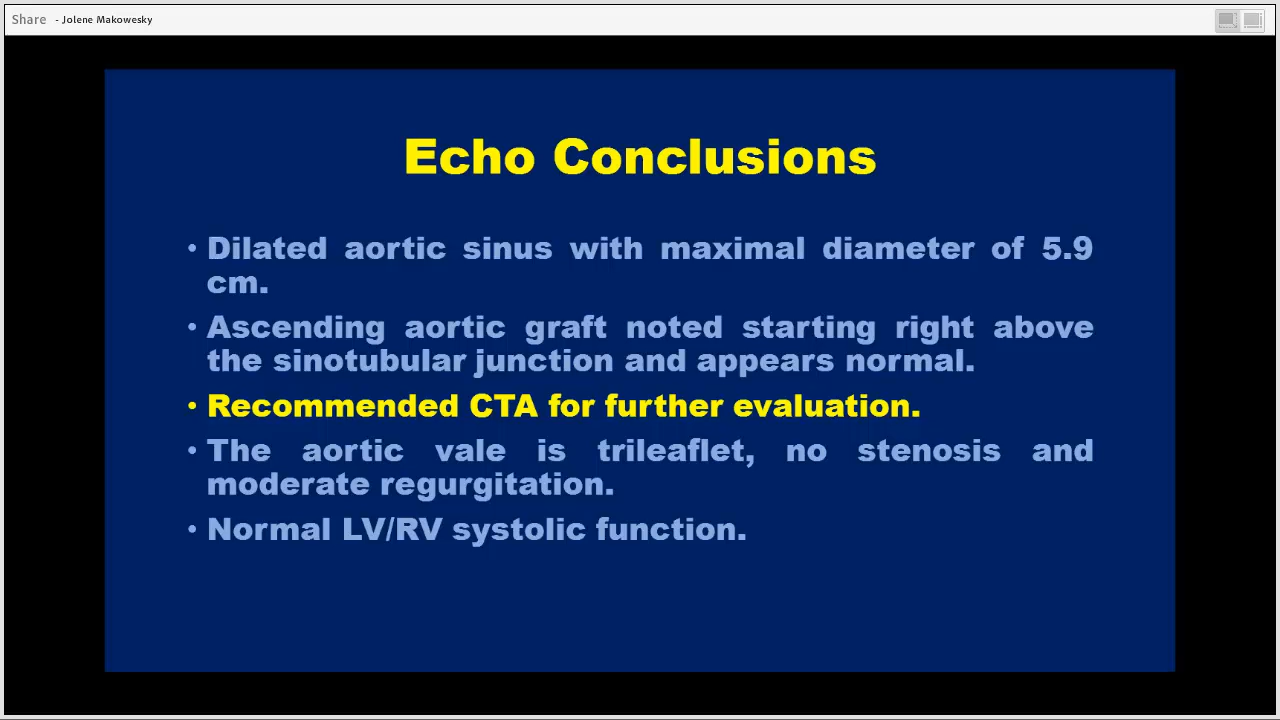 Share - Jolene Makowesky
Echo Conclusions
• Dilated aortic sinus with maximal diameter of 5.9
cm.
• Ascending aortic graft noted starting right above
the sinotubular junction and appears normal.
• Recommended CTA for further evaluation.
• The aortic vale is trileaflet, no stenosis and
moderate regurgitation.
• Normal LV/RV systolic function.